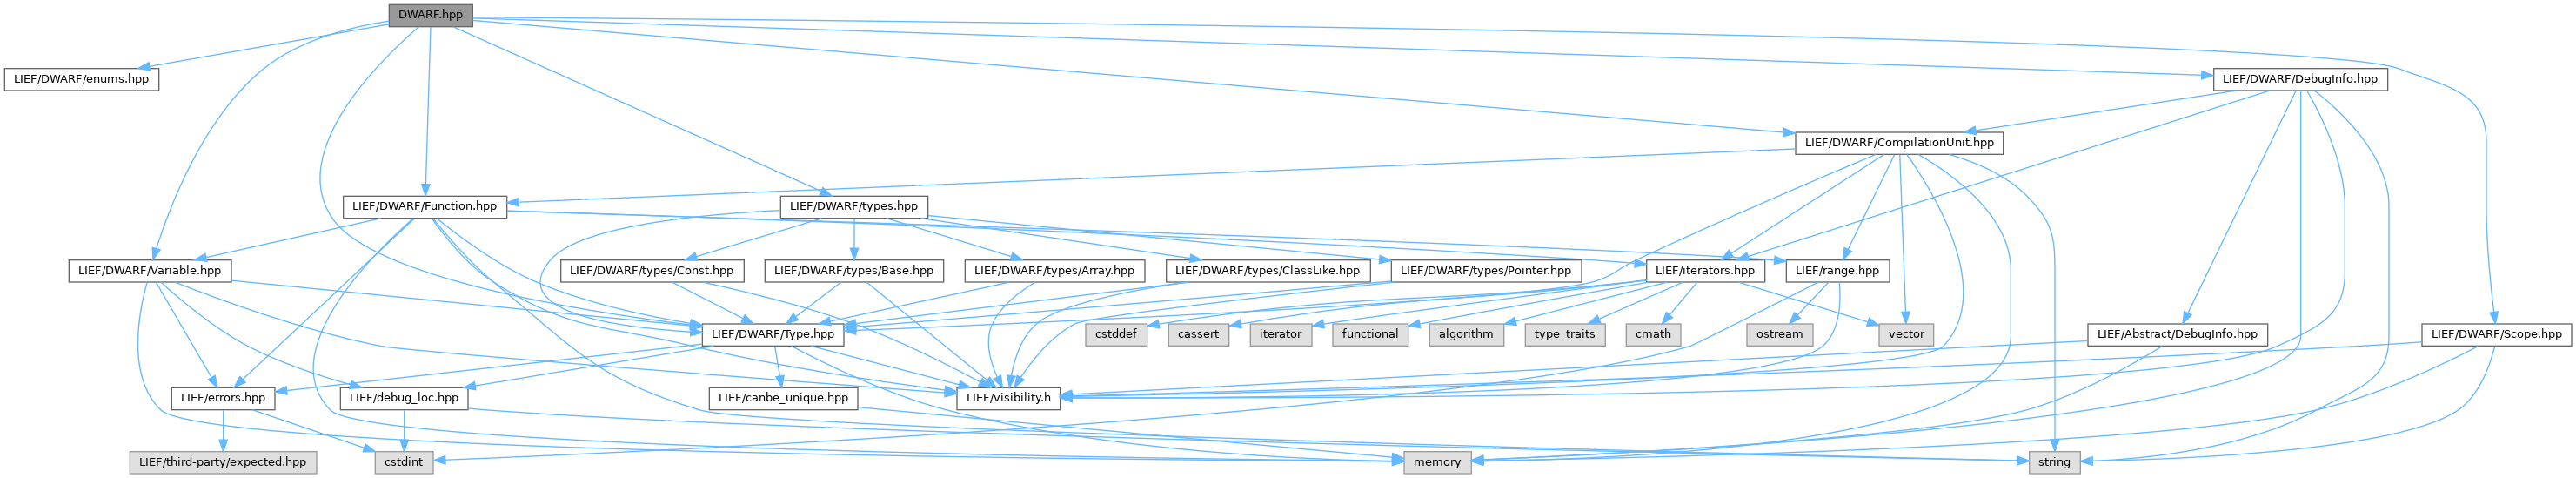 DWARF.hpp
LIEF/DWARF/enums.hpp
LIEF/DWARF/DebugInfo.hpp
LIEF/DWARF/CompilationUnit.hpp
LIEF/DWARF/Function.hpp
LIEF/DWARF/types.hpp
LIEF/DWARF/Variable.hpp
LIEF/DWARF/types/Const.hpp
LIEF/DWARF/types/Base.hpp
LIEF/DWARF/types/Array.hpp
LIEF/DWARF/types/ClassLike.hpp
LIEF/DWARF/types/Pointer.hpp
LIEF/iterators.hpp
LIEF/range.hpp
LIEF/DWARF/Type.hpp
cstddef
cassert
iterator
functional
algorithm
type_traits
cmath
ostream
vector
LIEF/Abstract/DebugInfo.hpp
LIEF/DWARF/Scope.hpp
LIEF/errors.hpp
LIEF/debug_loc.hpp
LIEF/canbe_unique.hpp
LIEF/visibility.h
LIEF/third-party/expected.hpp
cstdint
memory
string